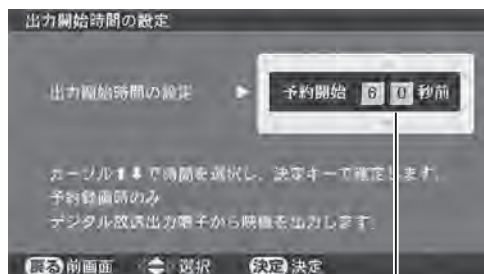 出力開始時間の設定
出力開始時間の設定 ▶ 予約開始 60 秒前
カーソル⬆⬇で時間を選択し、決定キーで確定します。
予約録画時のみ
デジタル放送出力端子から映像を出力します。
戻る 前画面 選択 決定 決定